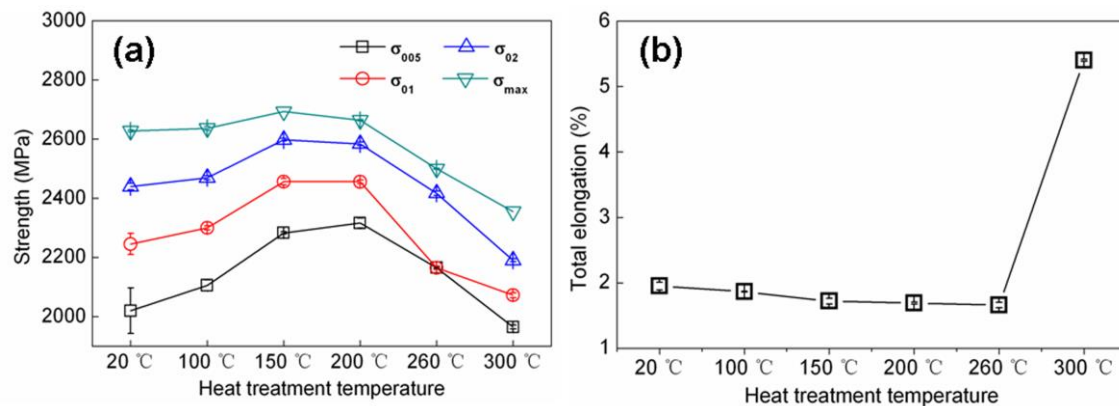 (a)
σ005
σ02
σ01
σmax
3000
2800
2600
2400
2200
2000
Strength (MPa)
20 ℃ 100 ℃ 150 ℃ 200 ℃ 260 ℃ 300 ℃
Heat treatment temperature
(b)
6
5
4
3
2
1
Total elongation (%)
20 ℃ 100 ℃ 150 ℃ 200 ℃ 260 ℃ 300 ℃
Heat treatment temperature